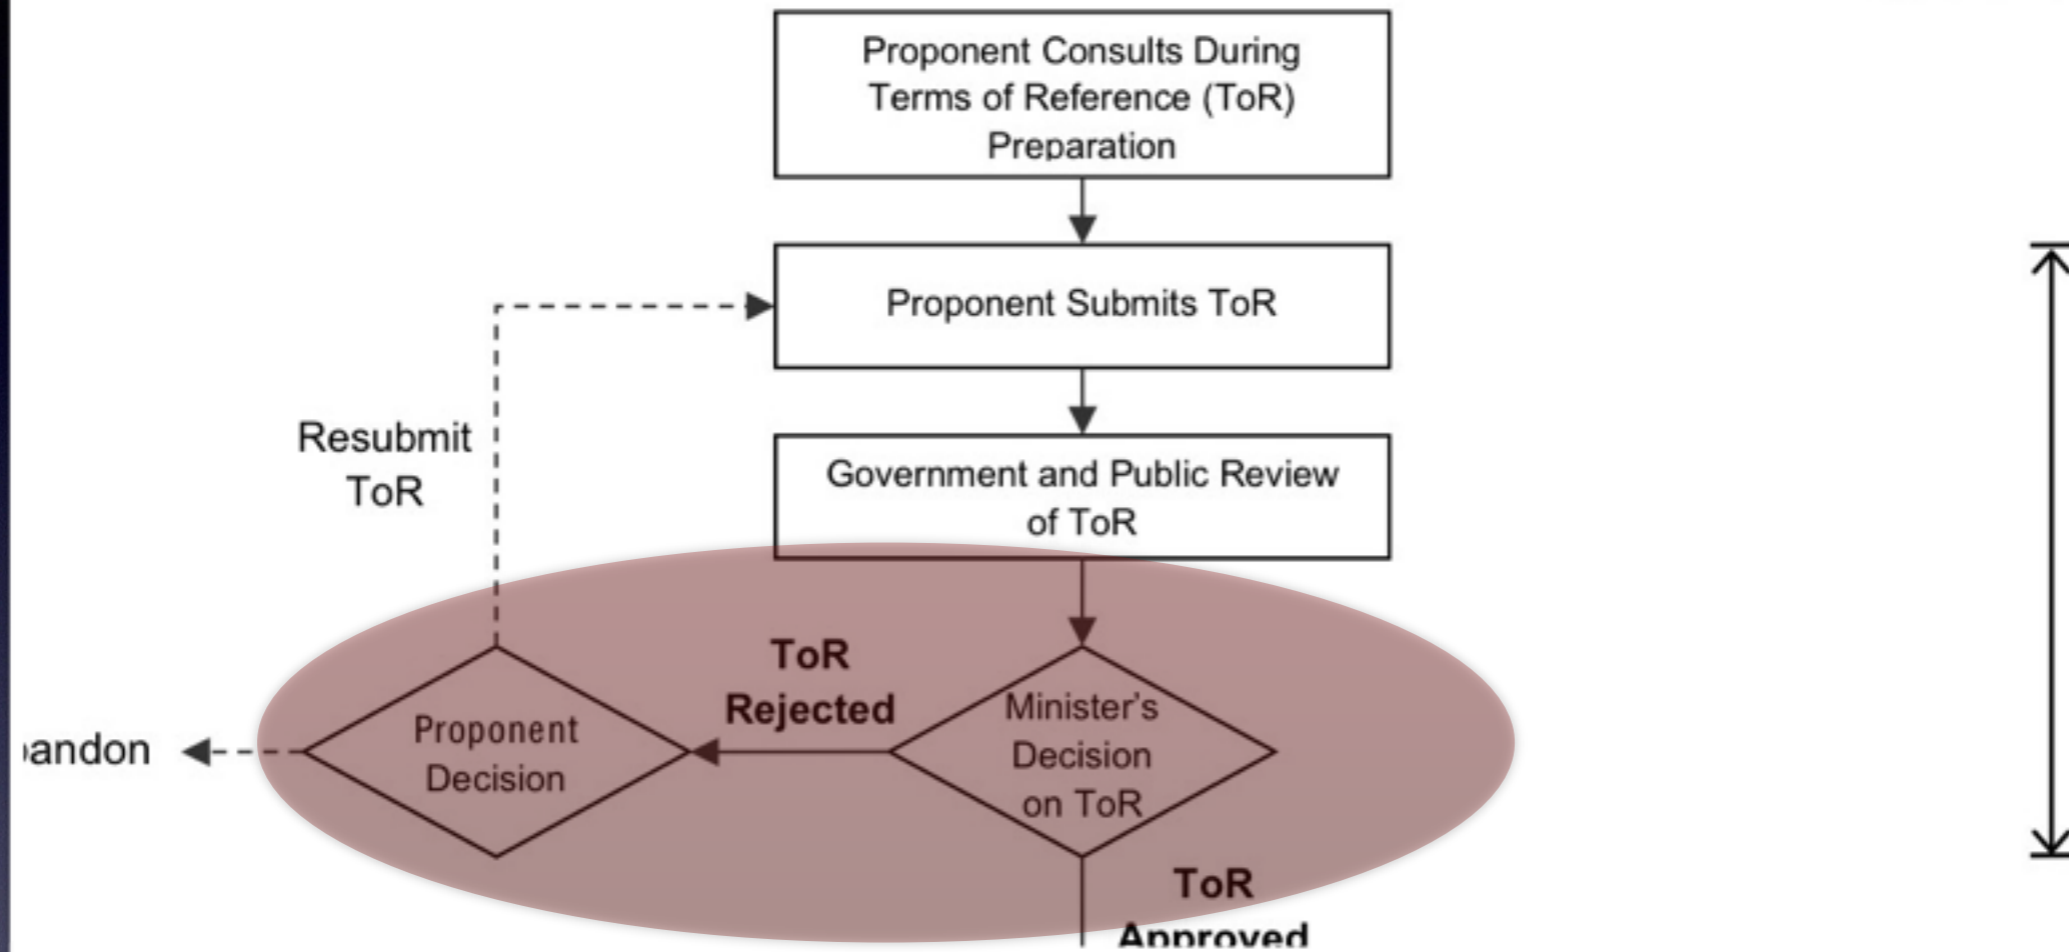 Proponent Consults During
Terms of Reference (ToR)
Preparation
Proponent Submits ToR
Resubmit
ToR
Government and Public Review
of ToR
ToR
Rejected
Minister's
Decision
on ToR
Proponent
Decision
andon
ToR
Approved